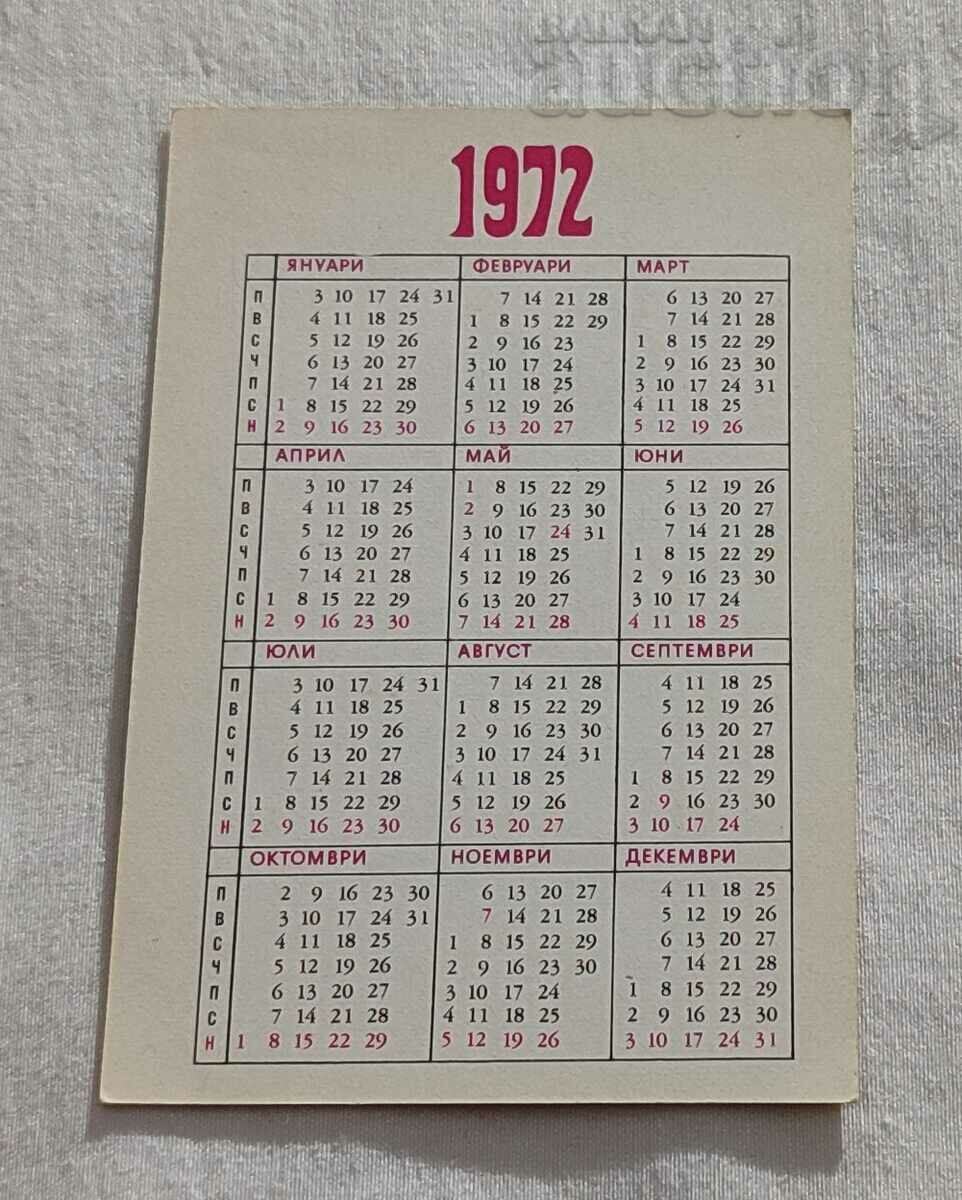 1972
ЯНУАРИ ФЕВРУАРИ МАРТ
П 3 10 17 24 31 7 14 21 28 6 13 20 27
В 4 11 18 25 1 8 15 22 29 7 14 21 28
С 5 12 19 26 2 9 16 23 1 8 15 22 29
Ч 6 13 20 27 3 10 17 24 2 9 16 23 30
П 7 14 21 28 4 11 18 25 3 10 17 24 31
С 1 8 15 22 29 5 12 19 26 4 11 18 25
Н 2 9 16 23 30 6 13 20 27 5 12 19 26
АПРИЛ МАЙ ЮНИ
П 3 10 17 24 1 8 15 22 29 5 12 19 26
В 4 11 18 25 2 9 16 23 30 6 13 20 27
С 5 12 19 26 3 10 17 24 31 7 14 21 28
Ч 6 13 20 27 4 11 18 25 1 8 15 22 29
П 7 14 21 28 5 12 19 26 2 9 16 23 30
С 1 8 15 22 29 6 13 20 27 3 10 17 24
Н 2 9 16 23 30 7 14 21 28 4 11 18 25
ЮЛИ АВГУСТ СЕПТЕМВРИ
П 3 10 17 24 31 7 14 21 28 4 11 18 25
В 4 11 18 25 1 8 15 22 29 5 12 19 26
С 5 12 19 26 2 9 16 23 30 6 13 20 27
Ч 6 13 20 27 3 10 17 24 31 7 14 21 28
П 7 14 21 28 4 11 18 25 1 8 15 22 29
С 1 8 15 22 29 5 12 19 26 2 9 16 23 30
Н 2 9 16 23 30 6 13 20 27 3 10 17 24
ОКТОМВРИ НОЕМВРИ ДЕКЕМВРИ
П 2 9 16 23 30 6 13 20 27 4 11 18 25
В 3 10 17 24 31 7 14 21 28 5 12 19 26
С 4 11 18 25 1 8 15 22 29 6 13 20 27
Ч 5 12 19 26 2 9 16 23 30 7 14 21 28
П 6 13 20 27 3 10 17 24 1 8 15 22 29
С 7 14 21 28 4 11 18 25 2 9 16 23 30
Н 1 8 15 22 29 5 12 19 26 3 10 17 24 31